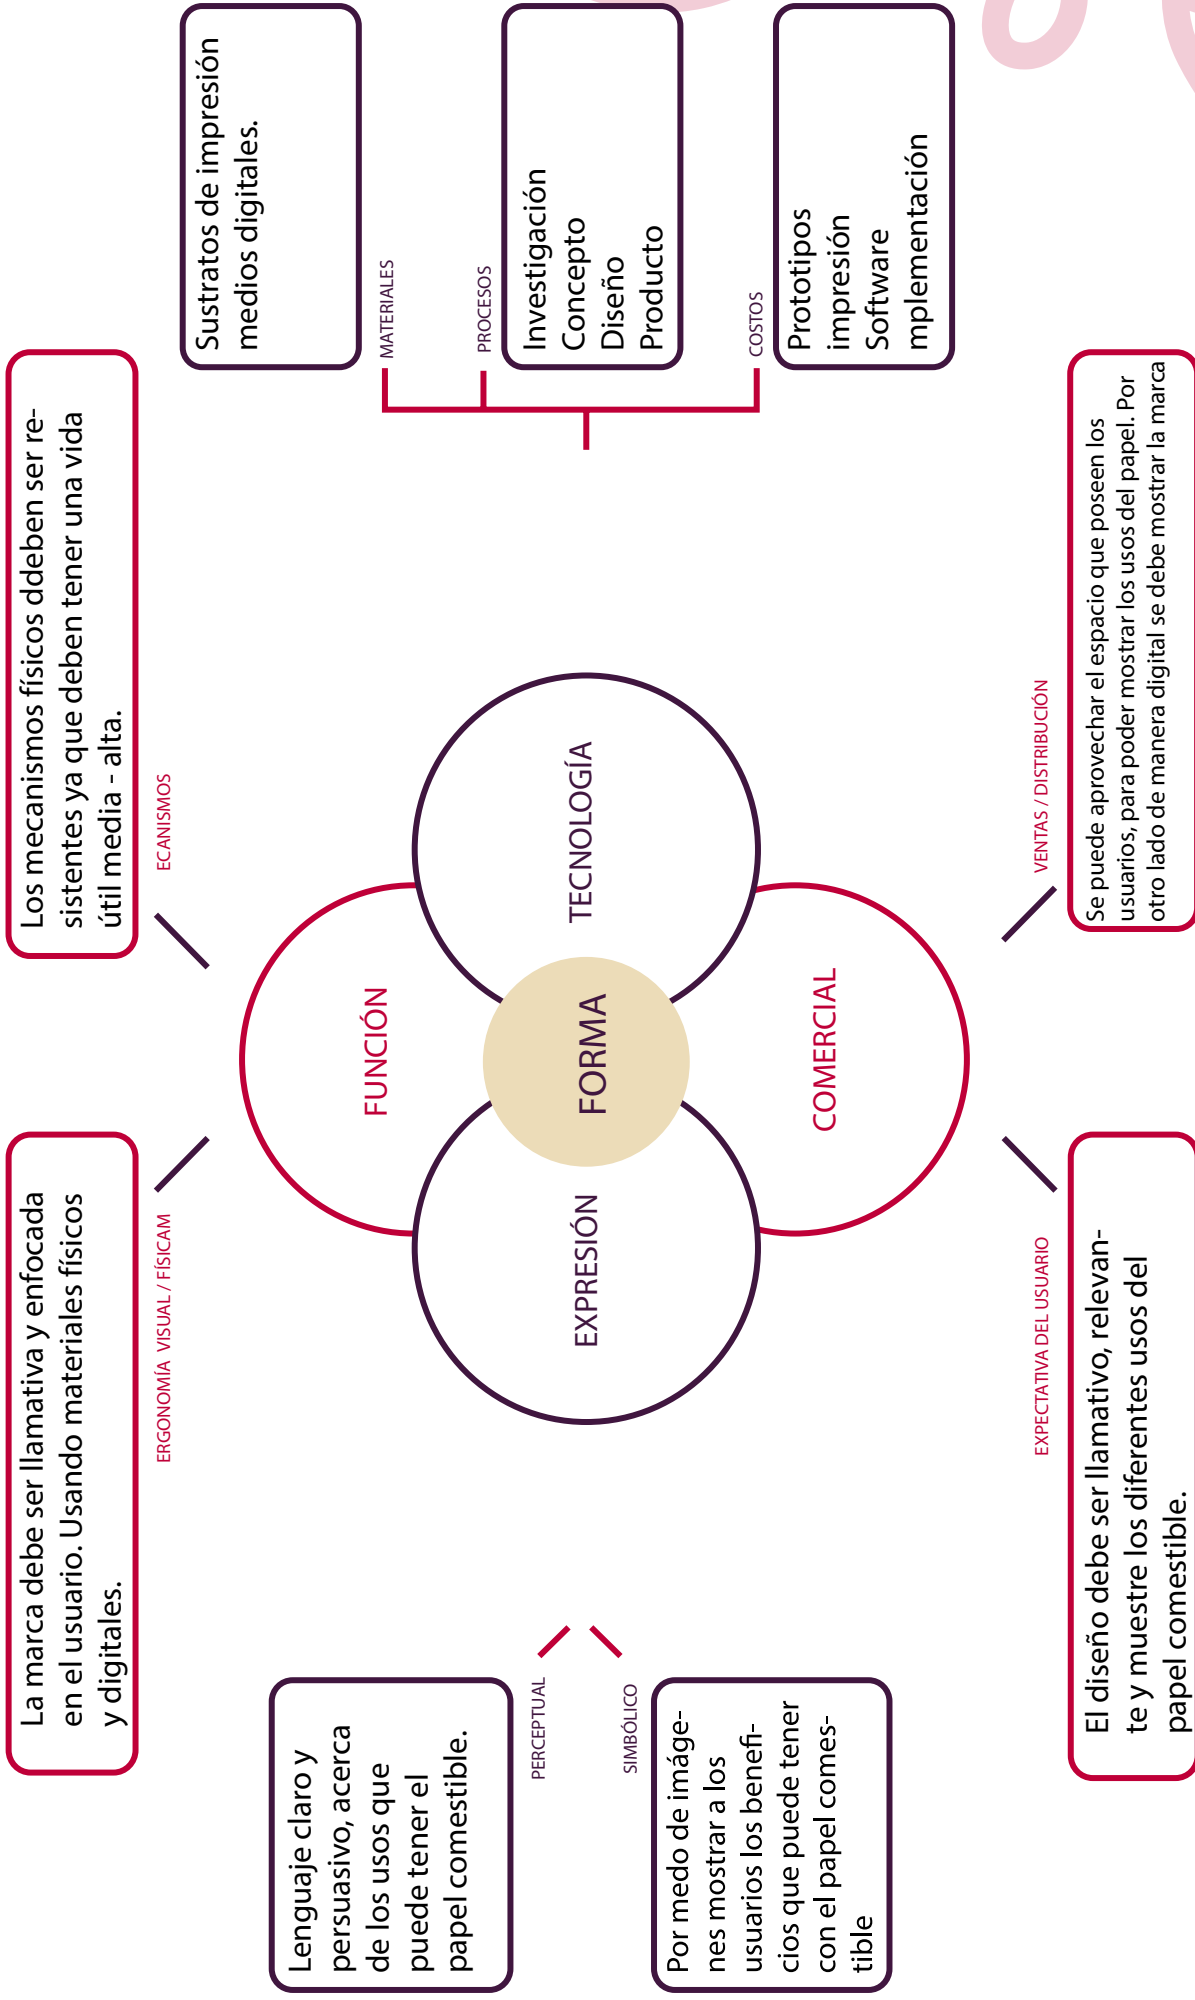 La marca debe ser llamativa y enfocada
en el usuario. Usando materiales físicos
y digitales.
ERGONOMÍA VISUAL / FÍSICAM
Los mecanismos físicos ddeben ser re-
sistentes ya que deben tener una vida
útil media - alta.
ECANISMOS
Lenguaje claro y
persuasivo, acerca
de los usos que
puede tener el
papel comestible.
PERCEPTUAL
SIMBÓLICO
Por medo de imáge-
nes mostrar a los
usuarios los benefi-
cios que puede tener
con el papel comes-
tible
FUNCIÓN
EXPRESIÓN
FORMA
TECNOLOGÍA
COMERCIAL
Sustratos de impresión
medios digitales.
MATERIALES
PROCESOS
Investigación
Concepto
Diseño
Producto
COSTOS
Prototipos
impresión
Software
mplementación
EXPECTATIVA DEL USUARIO
El diseño debe ser llamativo, relevan-
te y muestre los diferentes usos del
papel comestible.
VENTAS / DISTRIBUCIÓN
Se puede aprovechar el espacio que poseen los
usuarios, para poder mostrar los usos del papel. Por
otro lado de manera digital se debe mostrar la marca